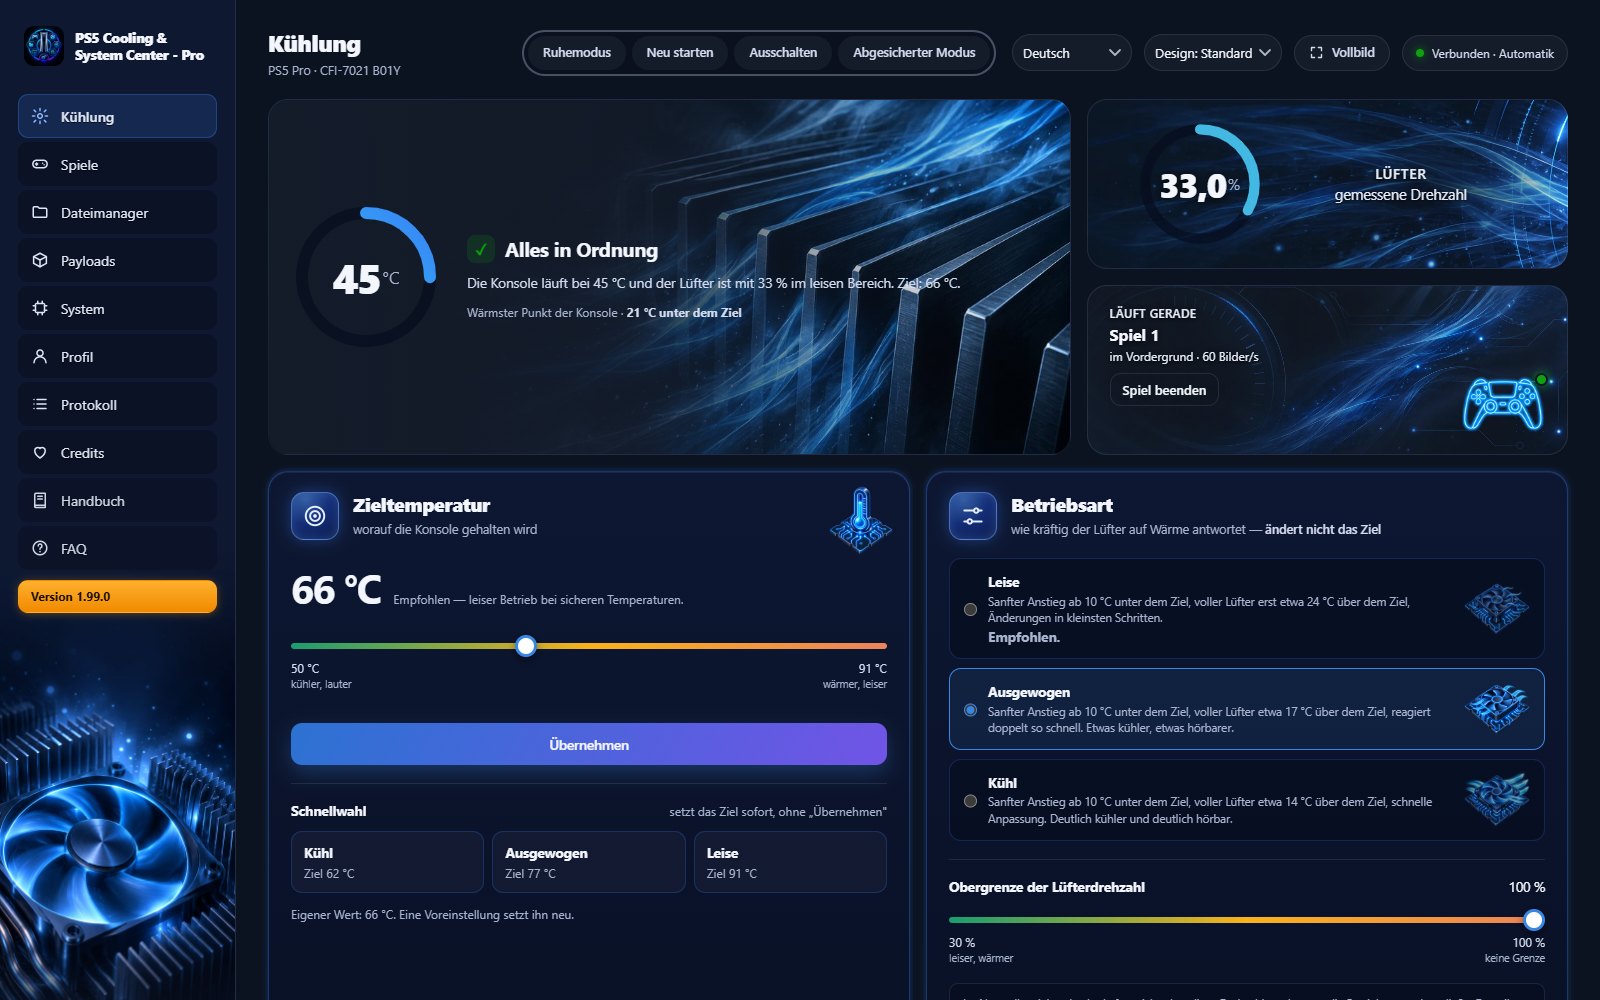 PS5 Cooling &
System Center - Pro
Kühlung
Spiele
Dateimanager
Payloads
System
Profil
Protokoll
Credits
Handbuch
FAQ
Version 1.99.0
Kühlung
PS5 Pro · CFI-7021 B01Y
Ruhemodus
Neu starten
Ausschalten
Abgesicherter Modus
Deutsch
Design: Standard
Vollbild
Verbunden · Automatik
45 °C
Alles in Ordnung
Die Konsole läuft bei 45 °C und der Lüfter ist mit 33 % im leisen Bereich. Ziel: 66 °C.
Wärmster Punkt der Konsole · 21 °C unter dem Ziel
33,0 %
LÜFTER
gemessene Drehzahl
LÄUFT GERADE
Spiel 1
im Vordergrund · 60 Bilder/s
Spiel beenden
Zieltemperatur
worauf die Konsole gehalten wird
66 °C
Empfohlen — leiser Betrieb bei sicheren Temperaturen.
50 °C
kühler, lauter
91 °C
wärmer, leiser
Übernehmen
Schnellwahl
setzt das Ziel sofort, ohne „Übernehmen"
Kühl
Ziel 62 °C
Ausgewogen
Ziel 77 °C
Leise
Ziel 91 °C
Eigener Wert: 66 °C. Eine Voreinstellung setzt ihn neu.
Betriebsart
wie kräftig der Lüfter auf Wärme antwortet — ändert nicht das Ziel
Leise
Sanfter Anstieg ab 10 °C unter dem Ziel, voller Lüfter erst etwa 24 °C über dem Ziel,
Änderungen in kleinsten Schritten.
Empfohlen.
Ausgewogen
Sanfter Anstieg ab 10 °C unter dem Ziel, voller Lüfter etwa 17 °C über dem Ziel, reagiert
doppelt so schnell. Etwas kühler, etwas hörbarer.
Kühl
Sanfter Anstieg ab 10 °C unter dem Ziel, voller Lüfter etwa 14 °C über dem Ziel, schnelle
Anpassung. Deutlich kühler und deutlich hörbar.
Obergrenze der Lüfterdrehzahl
100 %
30 %
leiser, wärmer
100 %
keine Grenze